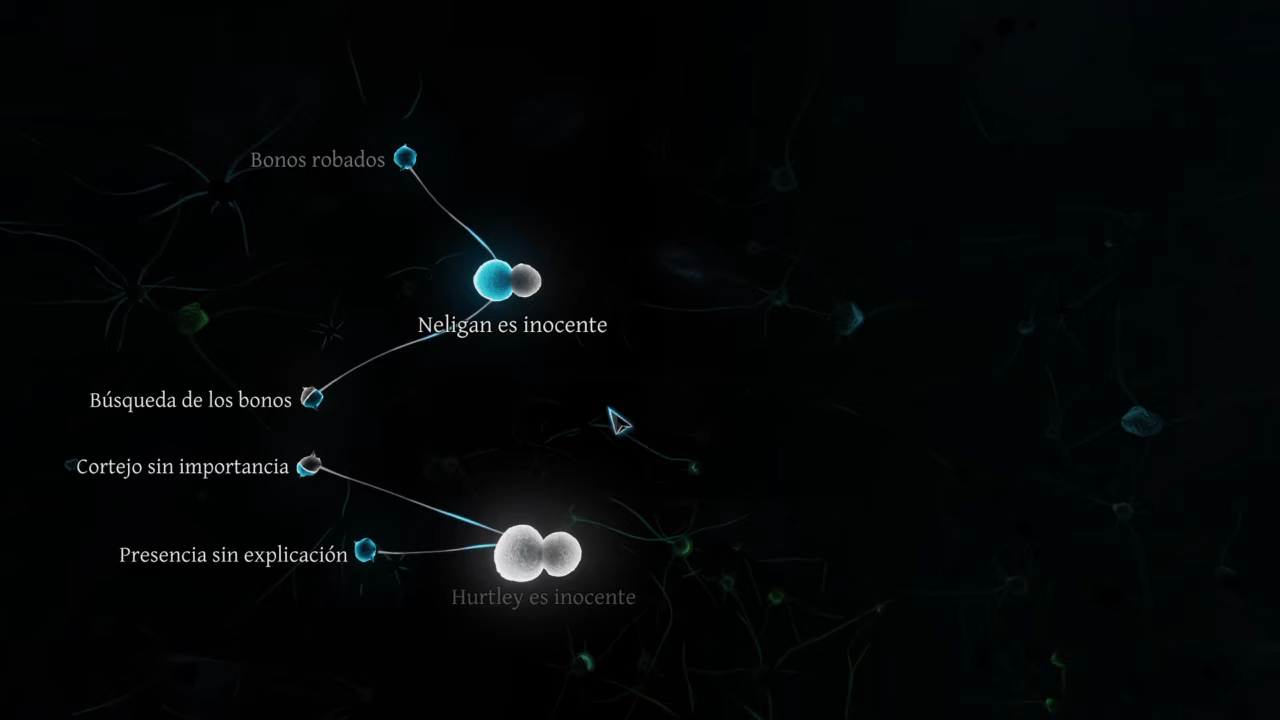 Bonos robados
Neligan es inocente
Búsqueda de los bonos
Cortejo sin importancia
Presencia sin explicación
Hurtley es inocente